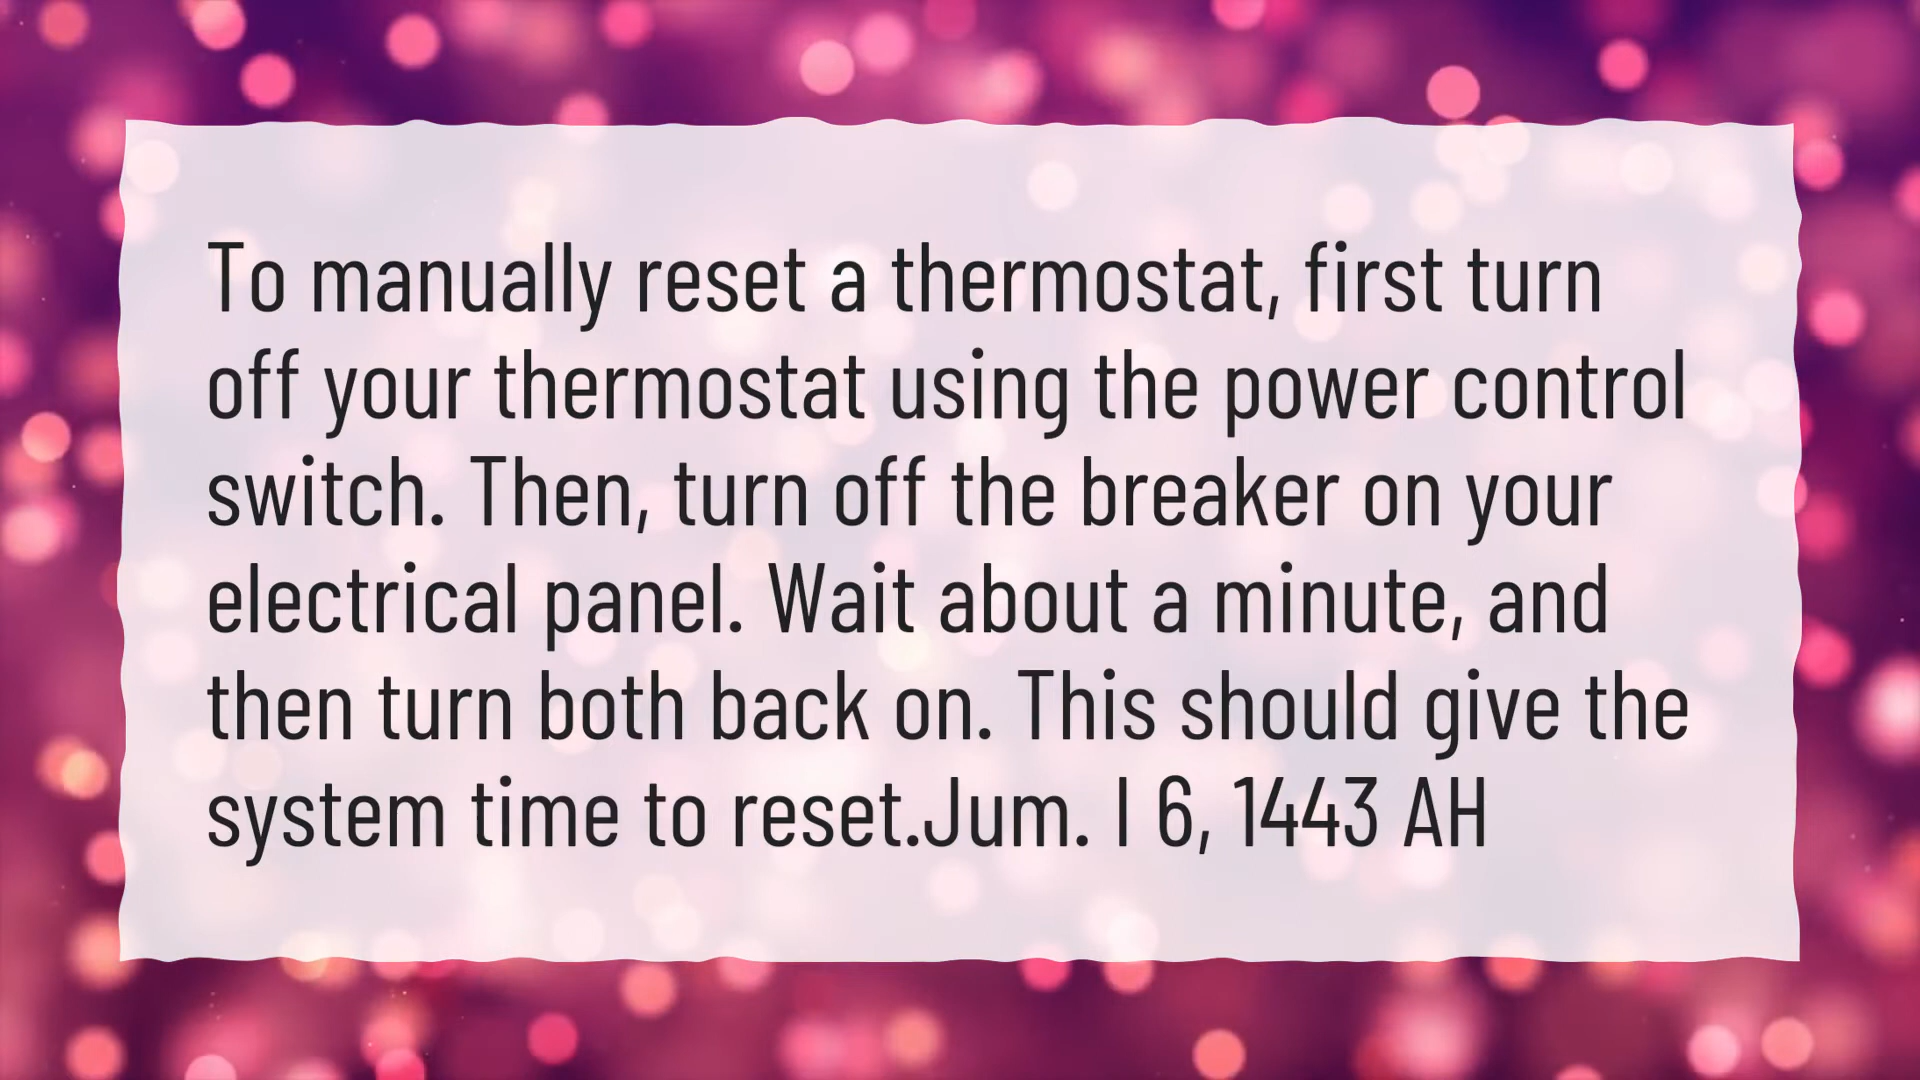 To manually reset a thermostat, first turn
off your thermostat using the power control
switch. Then, turn off the breaker on your
electrical panel. Wait about a minute, and
then turn both back on. This should give the
system time to reset.Jum. I 6, 1443 AH